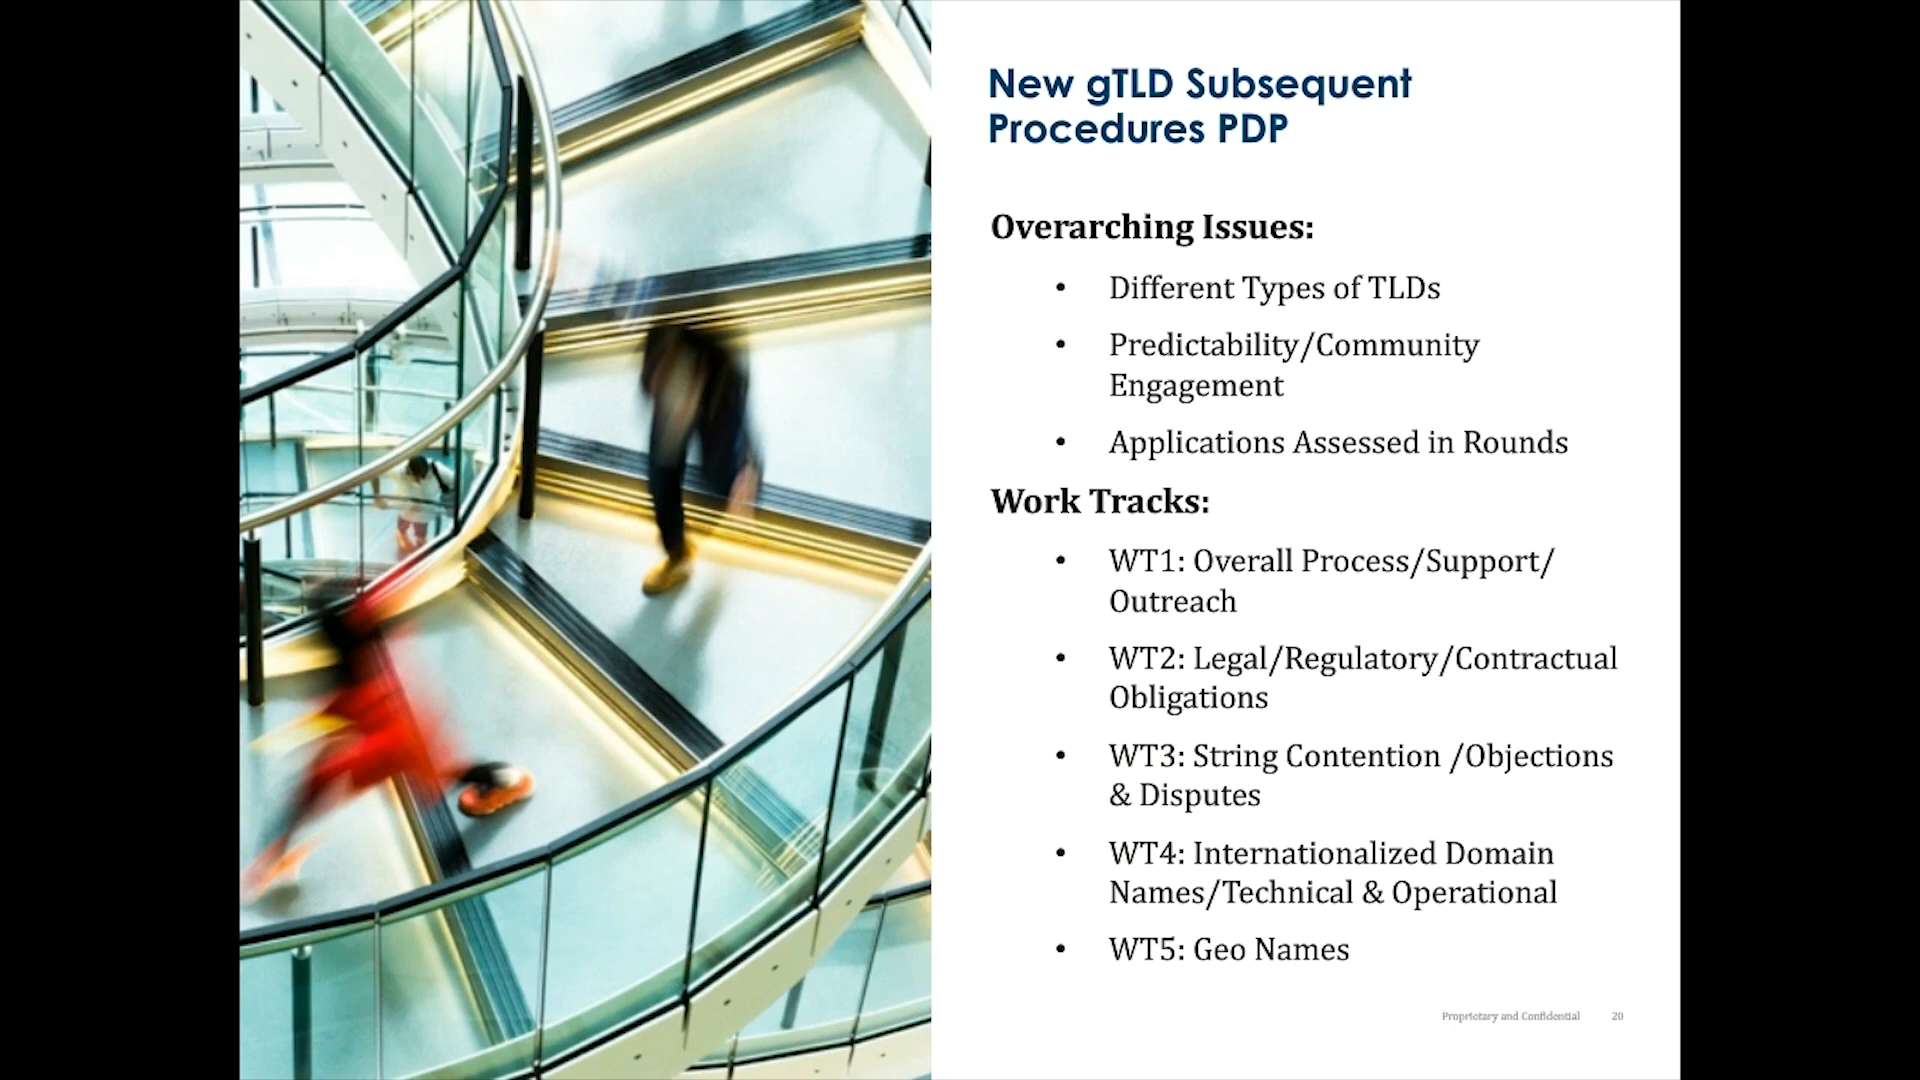 New gTLD Subsequent
Procedures PDP
Overarching Issues:
• Different Types of TLDs
• Predictability/Community
Engagement
• Applications Assessed in Rounds
Work Tracks:
• WT1: Overall Process/Support/
Outreach
• WT2: Legal/Regulatory/Contractual
Obligations
• WT3: String Contention /Objections
& Disputes
• WT4: Internationalized Domain
Names/Technical & Operational
• WT5: Geo Names
Proprietary and Confidential 20